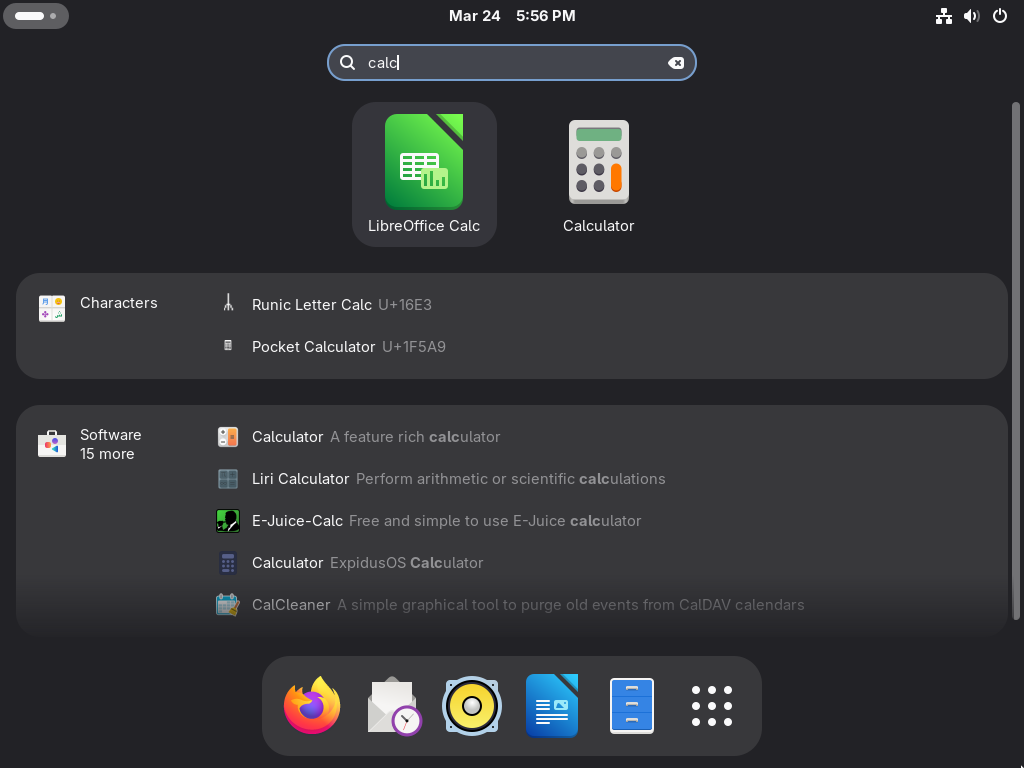 Mar 24 5:56 PM
calc
LibreOffice Calc
Calculator
Characters
Runic Letter Calc U+16E3
Pocket Calculator U+1F5A9
Software
15 more
Calculator A feature rich calculator
Liri Calculator Perform arithmetic or scientific calculations
E-Juice-Calc Free and simple to use E-Juice calculator
Calculator ExpidusOS Calculator
CalCleaner A simple graphical tool to purge old events from CalDAV calendars